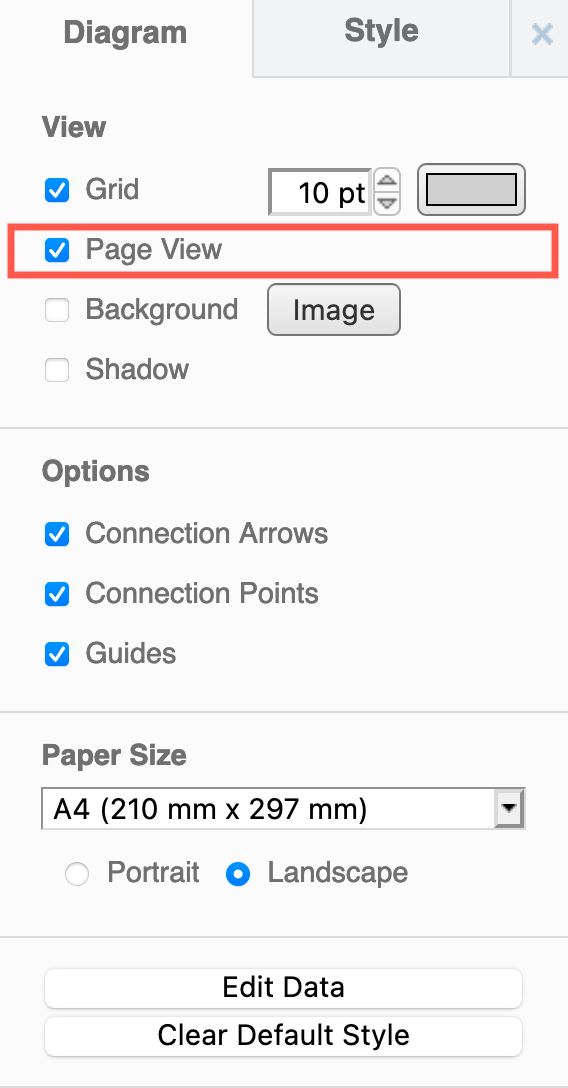 Diagram Style
View
Grid 10 pt
Page View
Background Image
Shadow
Options
Connection Arrows
Connection Points
Guides
Paper Size
A4 (210 mm x 297 mm)
Portrait Landscape
Edit Data
Clear Default Style